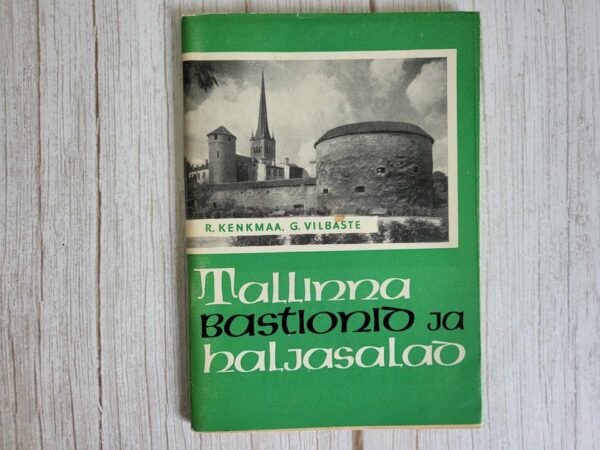 R. KENKMAA, G. VILBASTE
Tallinna
bastionid ja
haljasalad